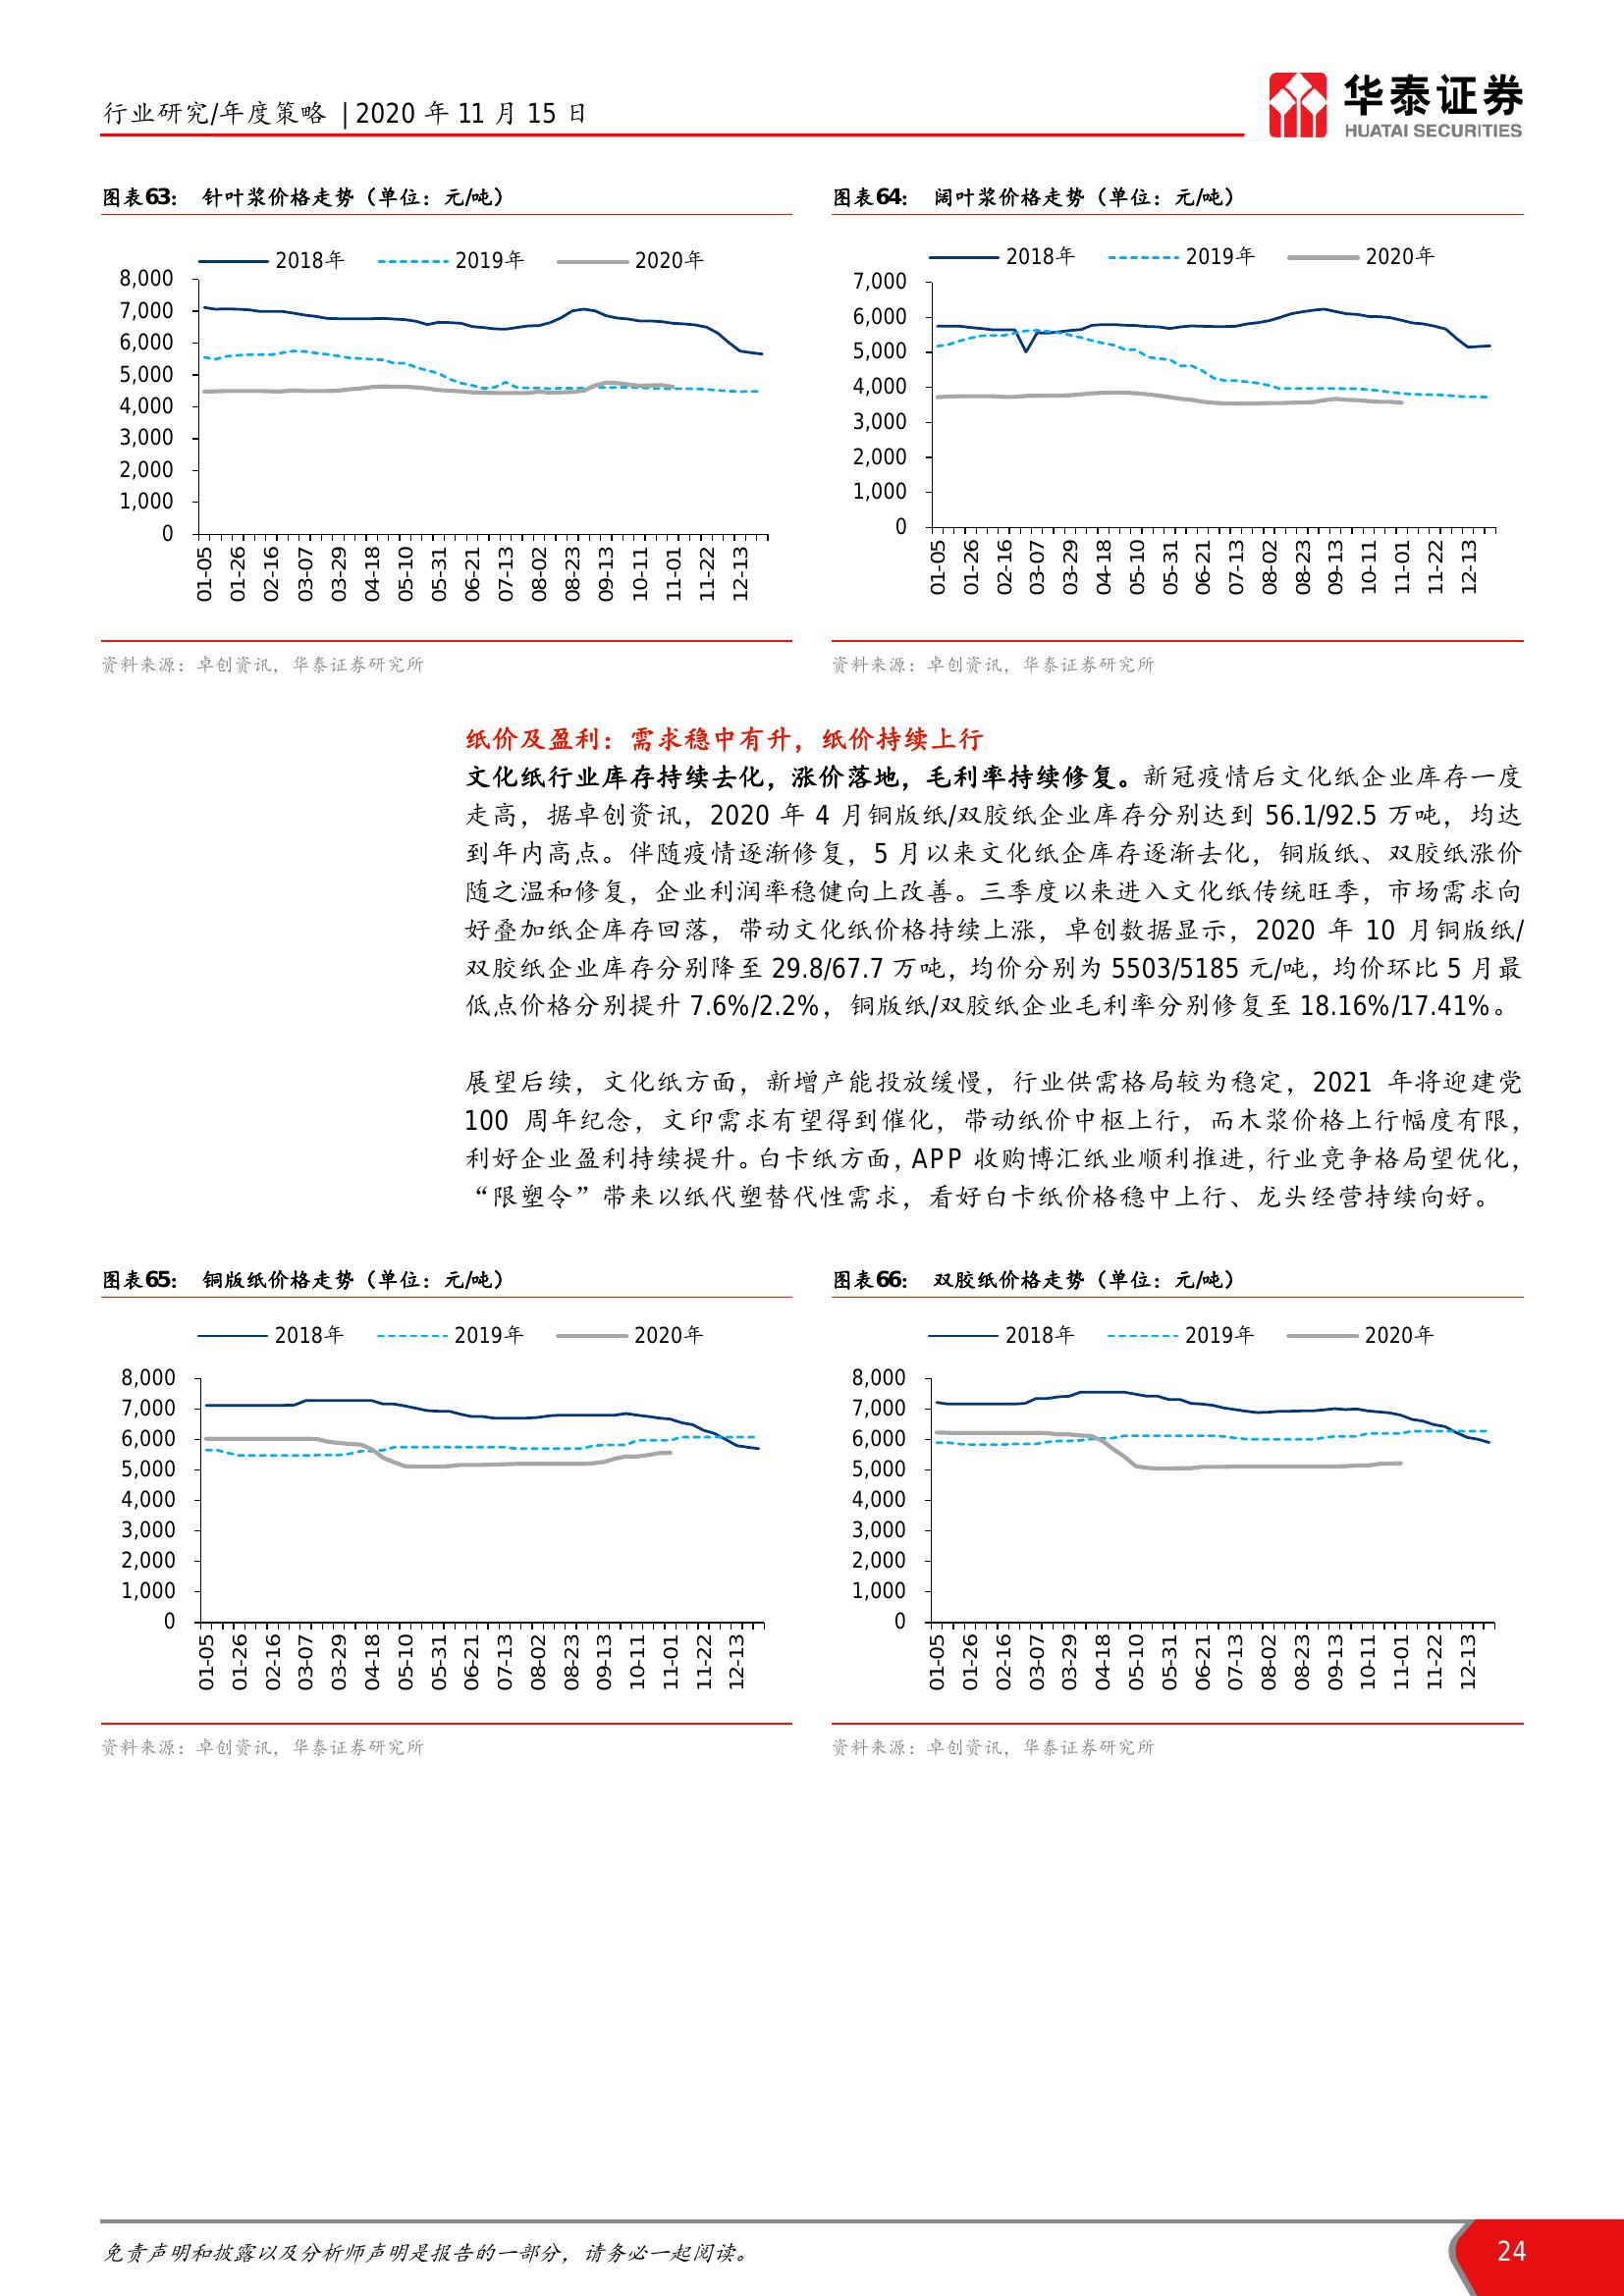 行业研究/年度策略 | 2020 年 11 月 15 日
华泰证券
HUATAI SECURITIES
图表63： 针叶浆价格走势（单位：元/吨）
2018年 2019年 2020年
8,000
7,000
6,000
5,000
4,000
3,000
2,000
1,000
0
01-05 01-26 02-16 03-07 03-29 04-18 05-10 05-31 06-21 07-13 08-02 08-23 09-13 10-11 11-01 11-22 12-13
资料来源：卓创资讯，华泰证券研究所
图表64： 阔叶浆价格走势（单位：元/吨）
2018年 2019年 2020年
7,000
6,000
5,000
4,000
3,000
2,000
1,000
0
01-05 01-26 02-16 03-07 03-29 04-18 05-10 05-31 06-21 07-13 08-02 08-23 09-13 10-11 11-01 11-22 12-13
资料来源：卓创资讯，华泰证券研究所
纸价及盈利：需求稳中有升，纸价持续上行
文化纸行业库存持续去化，涨价落地，毛利率持续修复。新冠疫情后文化纸企业库存一度
走高，据卓创资讯，2020 年 4 月铜版纸/双胶纸企业库存分别达到 56.1/92.5 万吨，均达
到年内高点。伴随疫情逐渐修复，5 月以来文化纸企库存逐渐去化，铜版纸、双胶纸涨价
随之温和修复，企业利润率稳健向上改善。三季度以来进入文化纸传统旺季，市场需求向
好叠加纸企库存回落，带动文化纸价格持续上涨，卓创数据显示，2020 年 10 月铜版纸/
双胶纸企业库存分别降至 29.8/67.7 万吨，均价分别为 5503/5185 元/吨，均价环比 5 月最
低点价格分别提升 7.6%/2.2%，铜版纸/双胶纸企业毛利率分别修复至 18.16%/17.41%。
展望后续，文化纸方面，新增产能投放缓慢，行业供需格局较为稳定，2021 年将迎建党
100 周年纪念，文印需求有望得到催化，带动纸价中枢上行，而木浆价格上行幅度有限，
利好企业盈利持续提升。白卡纸方面，APP 收购博汇纸业顺利推进，行业竞争格局望优化，
“限塑令”带来以纸代塑替代性需求，看好白卡纸价格稳中上行、龙头经营持续向好。
图表65： 铜版纸价格走势（单位：元/吨）
2018年 2019年 2020年
8,000
7,000
6,000
5,000
4,000
3,000
2,000
1,000
0
01-05 01-26 02-16 03-07 03-29 04-18 05-10 05-31 06-21 07-13 08-02 08-23 09-13 10-11 11-01 11-22 12-13
资料来源：卓创资讯，华泰证券研究所
图表66： 双胶纸价格走势（单位：元/吨）
2018年 2019年 2020年
8,000
7,000
6,000
5,000
4,000
3,000
2,000
1,000
0
01-05 01-26 02-16 03-07 03-29 04-18 05-10 05-31 06-21 07-13 08-02 08-23 09-13 10-11 11-01 11-22 12-13
资料来源：卓创资讯，华泰证券研究所
免责声明和披露以及分析师声明是报告的一部分，请务必一起阅读。
24